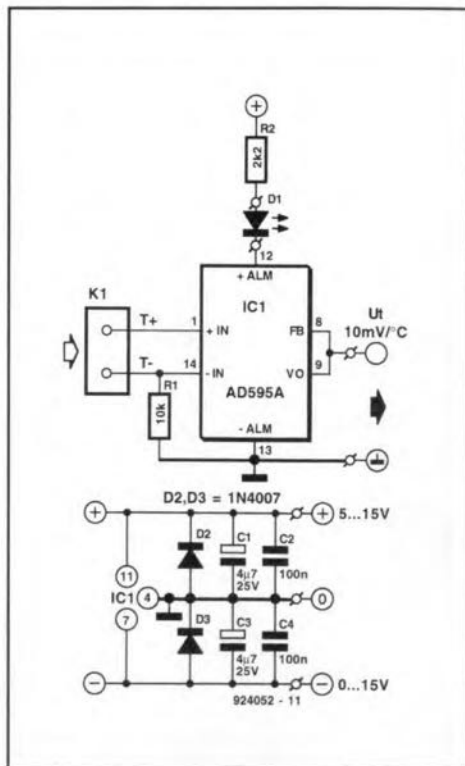 +
R2
2k2
D1
12
+ ALM
K1
T+
1
+ IN
IC1
FB
8
Ut
10mV/°C
T-
14
- IN
VO
9
R1
10k
AD595A
- ALM
13
D2,D3 = 1N4007
+
+ 5...15V
D2
C1
C2
11
4µ7
25V
100n
IC1
4
0
7
D3
C3
C4
4µ7
25V
100n
-
- 0...15V
924052 - 11